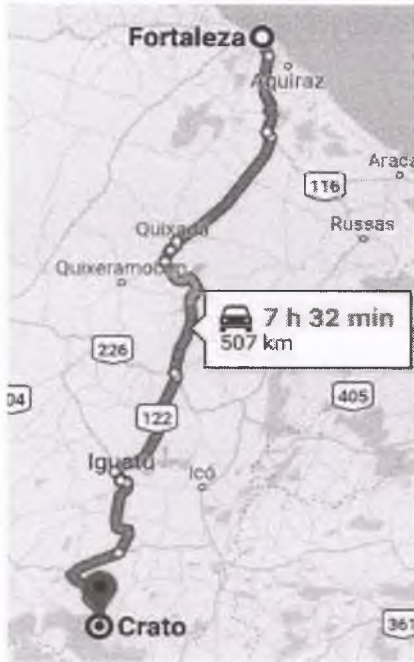 Fortaleza
Aquiraz
Araca
116
Quixadá
Russas
Quixeramobim
7 h 32 min
507 km
226
04
405
122
Iguatu
Icó
Crato
361